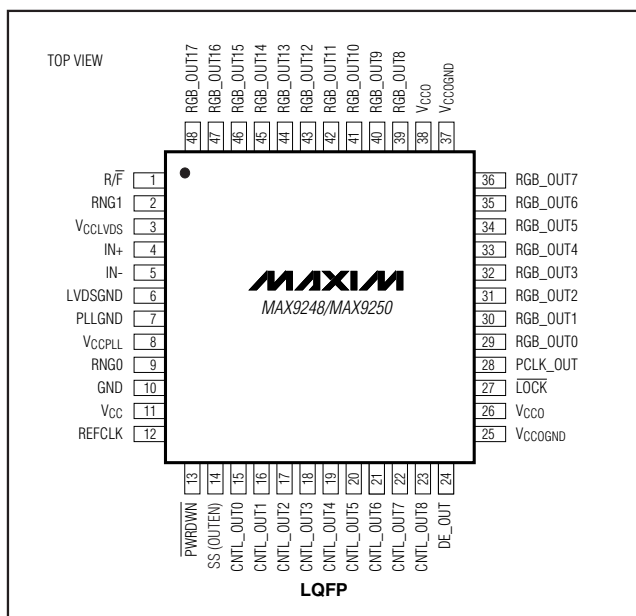 TOP VIEW
RGB_OUT17
RGB_OUT16
RGB_OUT15
RGB_OUT14
RGB_OUT13
RGB_OUT12
RGB_OUT11
RGB_OUT10
RGB_OUT9
RGB_OUT8
VCCO
VCCOGND
48
47
46
45
44
43
42
41
40
39
38
37
R/F̅ 1
RNG1 2
VCCLVDS 3
IN+ 4
IN- 5
LVDSGND 6
PLLGND 7
VCCPLL 8
RNG0 9
GND 10
VCC 11
REFCLK 12
MAXIM
MAX9248/MAX9250
36 RGB_OUT7
35 RGB_OUT6
34 RGB_OUT5
33 RGB_OUT4
32 RGB_OUT3
31 RGB_OUT2
30 RGB_OUT1
29 RGB_OUT0
28 PCLK_OUT
27 L̅O̅C̅K̅
26 VCCO
25 VCCOGND
13
14
15
16
17
18
19
20
21
22
23
24
P̅W̅R̅D̅W̅N̅
SS (OUTEN)
CNTL_OUT0
CNTL_OUT1
CNTL_OUT2
CNTL_OUT3
CNTL_OUT4
CNTL_OUT5
CNTL_OUT6
CNTL_OUT7
CNTL_OUT8
DE_OUT
LQFP